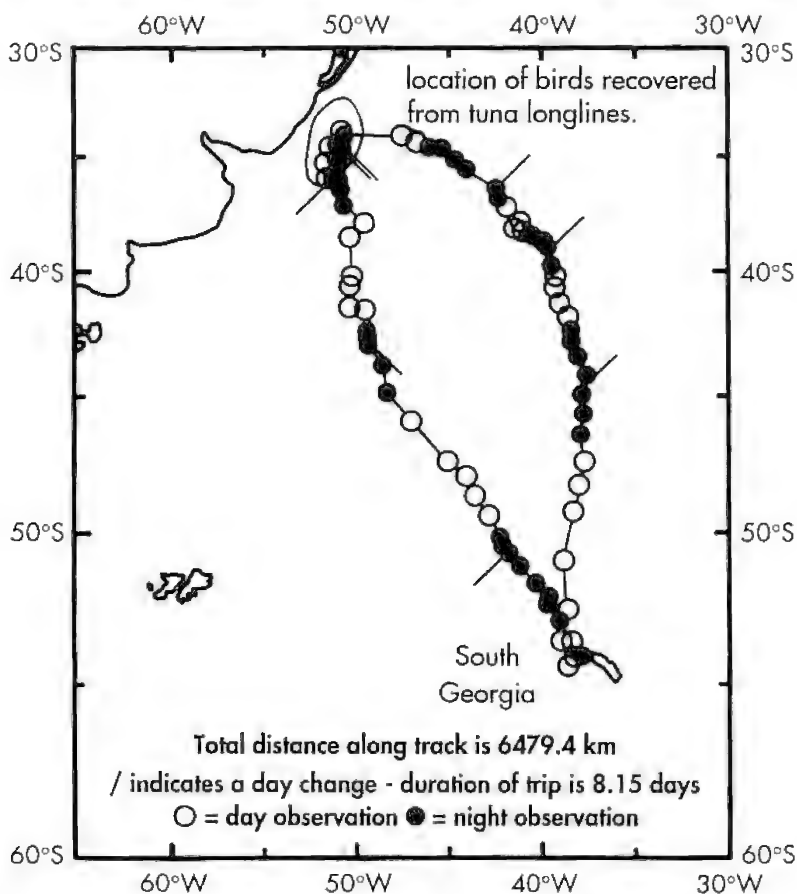 60°W 50°W 40°W 30°W
30°S 30°S
location of birds recovered
from tuna longlines.
40°S 40°S
50°S 50°S
South
Georgia
Total distance along track is 6479.4 km
/ indicates a day change - duration of trip is 8.15 days
= day observation = night observation
60°S 60°S
60°W 50°W 40°W 30°W